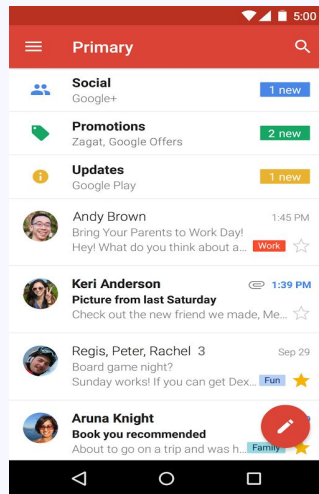 5:00
Primary
Social
Google+
1 new
Promotions
Zagat, Google Offers
2 new
Updates
Google Play
1 new
Andy Brown 1:45 PM
Bring Your Parents to Work Day!
Hey! What do you think about a... Work
Keri Anderson 1:39 PM
Picture from last Saturday
Check out the new friend we made, Me...
Regis, Peter, Rachel 3 Sep 29
Board game night?
Sunday works! If you can get Dex... Fun
Aruna Knight
Book you recommended
About to go on a trip and was h... Family